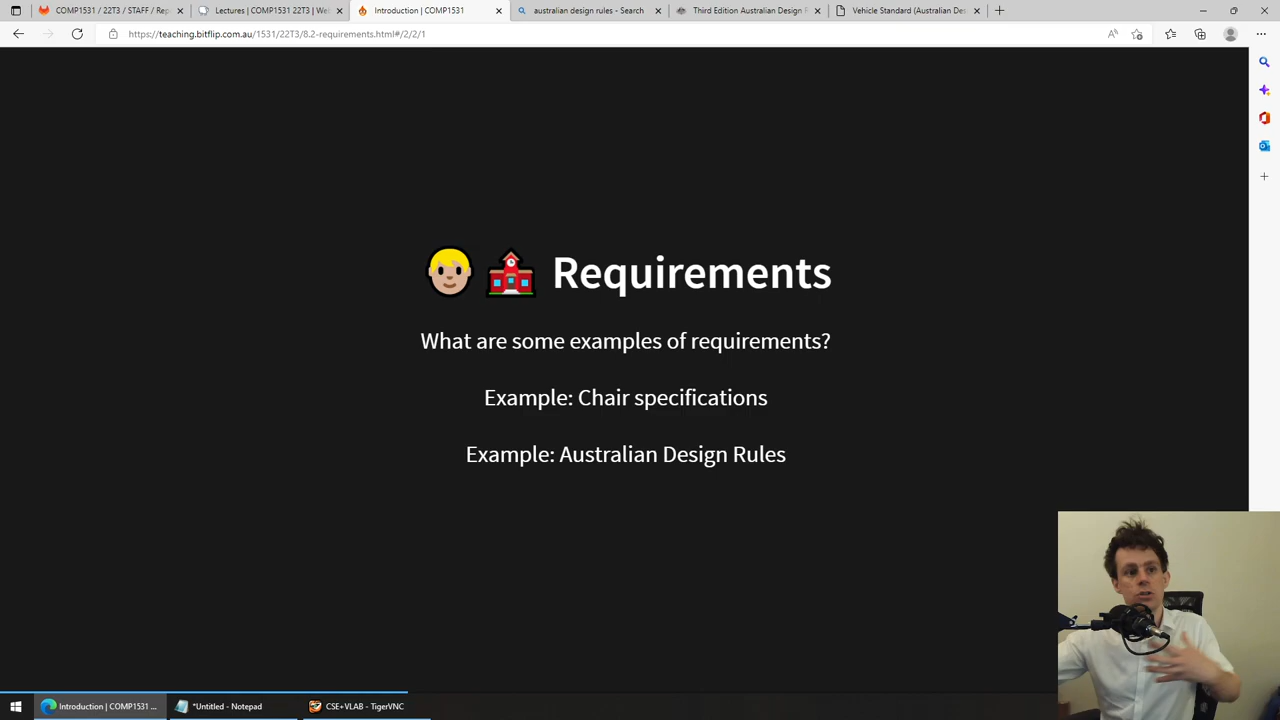 COMP1531 / 22T3 / STAFF / Rep
Lectures | COMP1531 22T3 | We
Introduction | COMP1531
australian design rules - Search
Third Edition Australian Design R
Vehicle Standard (Australian Des
https://teaching.bitflip.com.au/1531/22T3/8.2-requirements.html#/2/2/1
Requirements
What are some examples of requirements?
Example: Chair specifications
Example: Australian Design Rules
Introduction | COMP1531 ...
*Untitled - Notepad
CSE+VLAB - TigerVNC